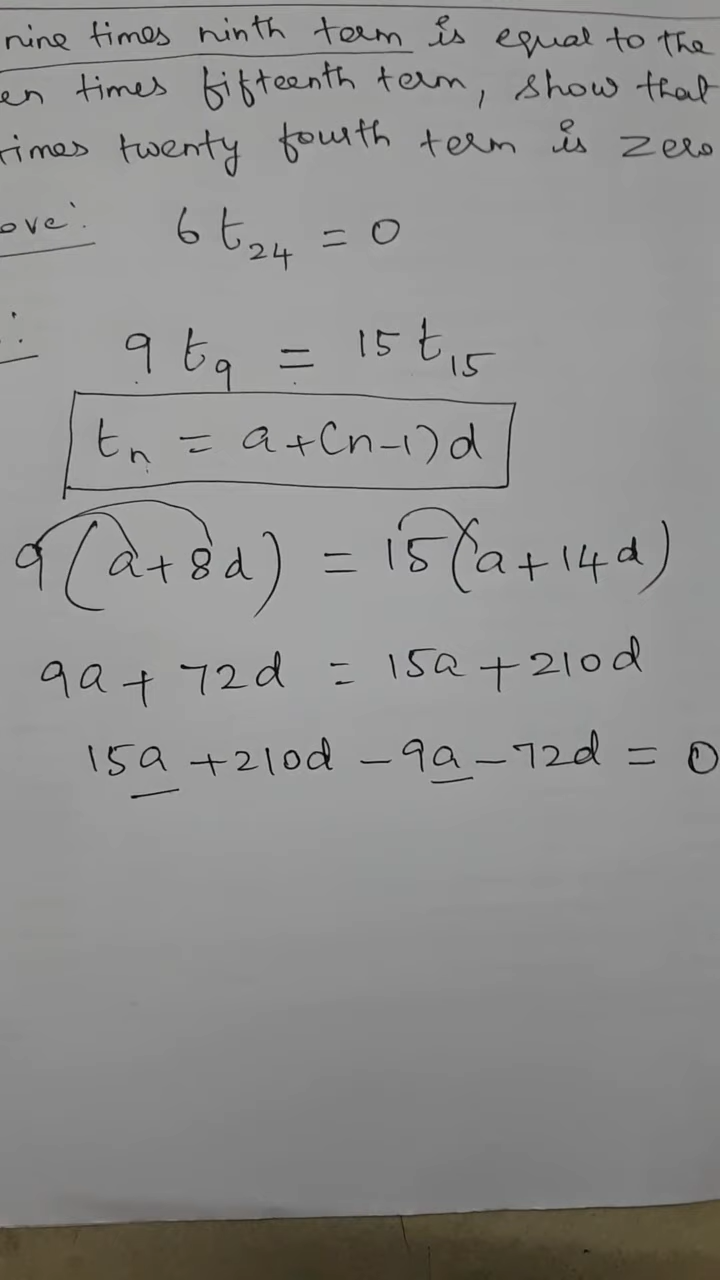 nine times ninth term is equal to the
en times fifteenth term, show that
times twenty fourth term is zero
ove: 6 t₂₄ = 0
∴ 9 t₉ = 15 t₁₅
tₙ = a+(n-1)d
9(a+8d) = 15(a+14d)
9a + 72d = 15a + 210d
15a + 210d - 9a - 72d = 0